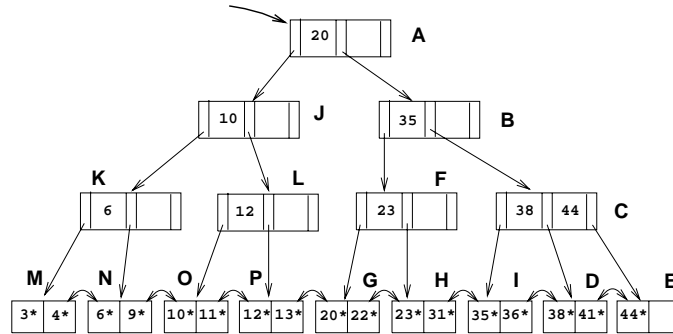 20 A
10 J 35 B
K L F
6 12 23 38 44 C
M N O P G H I D E
3* 4* 6* 9* 10* 11* 12* 13* 20* 22* 23* 31* 35* 36* 38* 41* 44*